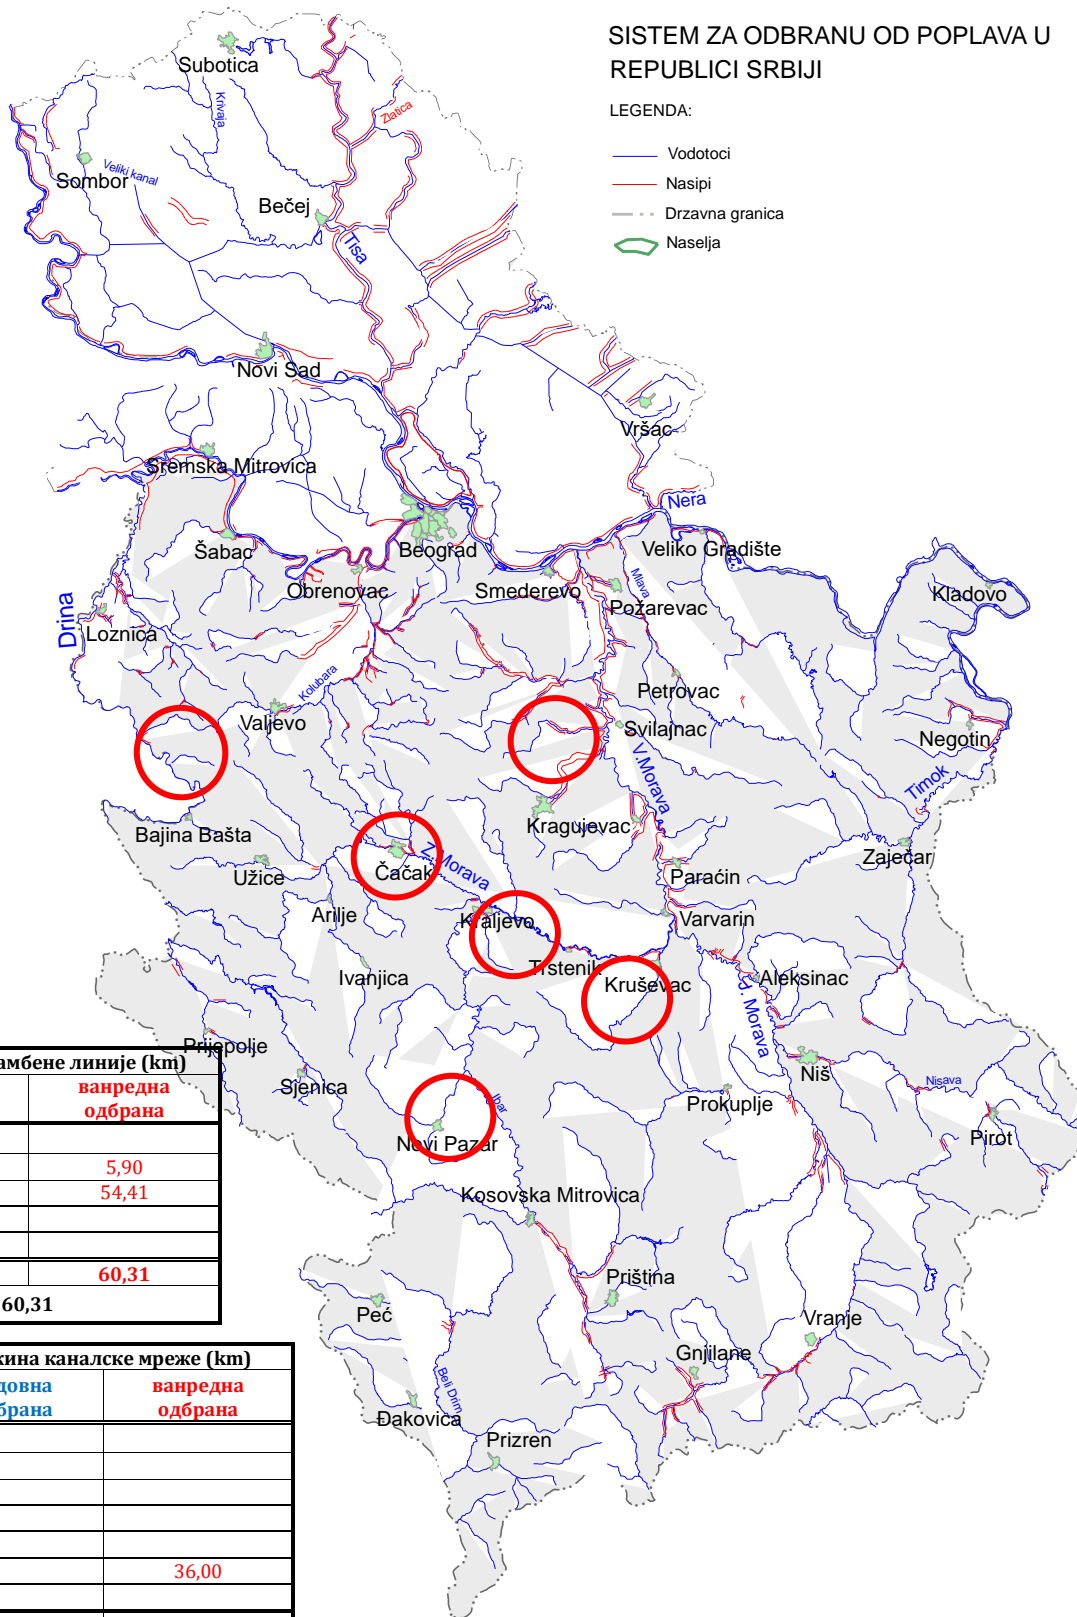 SISTEM ZA ODBRANU OD POPLAVA U
REPUBLICI SRBIJI
LEGENDA:
Vodotoci
Nasipi
Drzavna granica
Naselja
Subotica
Krivaja
Zlatica
Sombor
Veliki kanal
Bečej
Tisa
Novi Sad
Vršac
Sremska Mitrovica
Nera
Šabac
Beograd
Veliko Gradište
Obrenovac
Smederevo
Mlava
Požarevac
Kladovo
Drina
Loznica
Kolubara
Petrovac
Valjevo
Svilajnac
Negotin
V.Morava
Timok
Bajina Bašta
Kragujevac
Zaječar
Užice
Čačak
Z.Morava
Paraćin
Arilje
Kraljevo
Varvarin
Ivanjica
Trstenik
Kruševac
Aleksinac
J. Morava
Prijepolje
Sjenica
Niš
Nisava
Ibar
Prokuplje
Pirot
Novi Pazar
Kosovska Mitrovica
Priština
Peć
Vranje
Gnjilane
Beli Drim
Đakovica
Prizren
амбене линије (km)
ванредна
одбрана
5,90
54,41
60,31
60,31
кина каналске мреже (km)
довна ванредна
брана одбрана
36,00